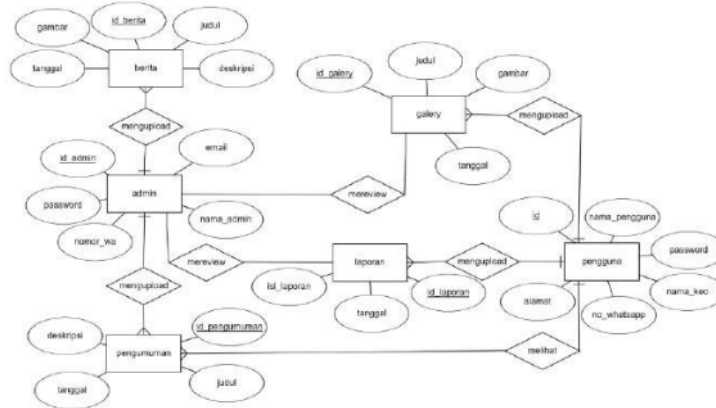 id_berita
gambar
judul
tanggal
berita
deskripsi
mengupload
id_galery
judul
gambar
galery
mengupload
tanggal
id_admin
email
admin
password
nama_admin
nomor_wa
mereview
mereview
id
nama_pengguna
laporan
mengupload
pengguna
password
isi_laporan
id_laporan
alamat
nama_kec
tanggal
no_whatsapp
mengupload
deskripsi
id_pengumuman
pengumuman
melihat
tanggal
judul